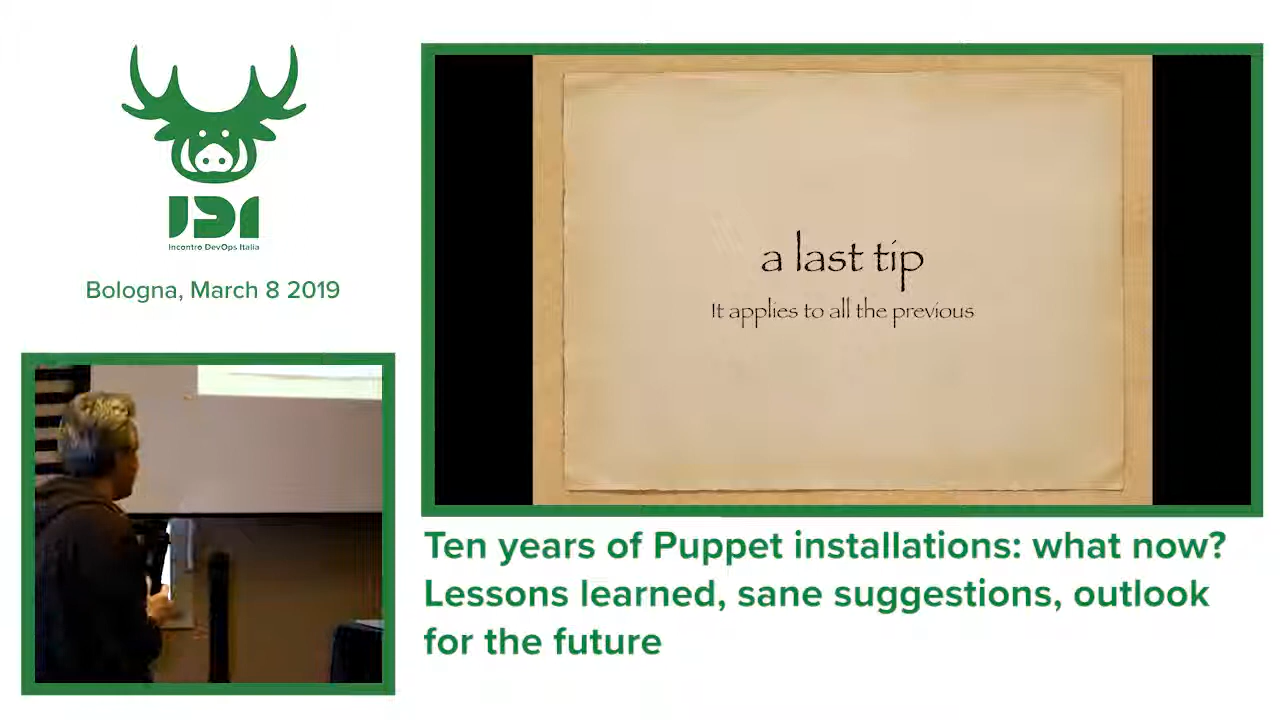 IDI
Incontro DevOps Italia
Bologna, March 8 2019
a last tip
It applies to all the previous
Ten years of Puppet installations: what now?
Lessons learned, sane suggestions, outlook
for the future